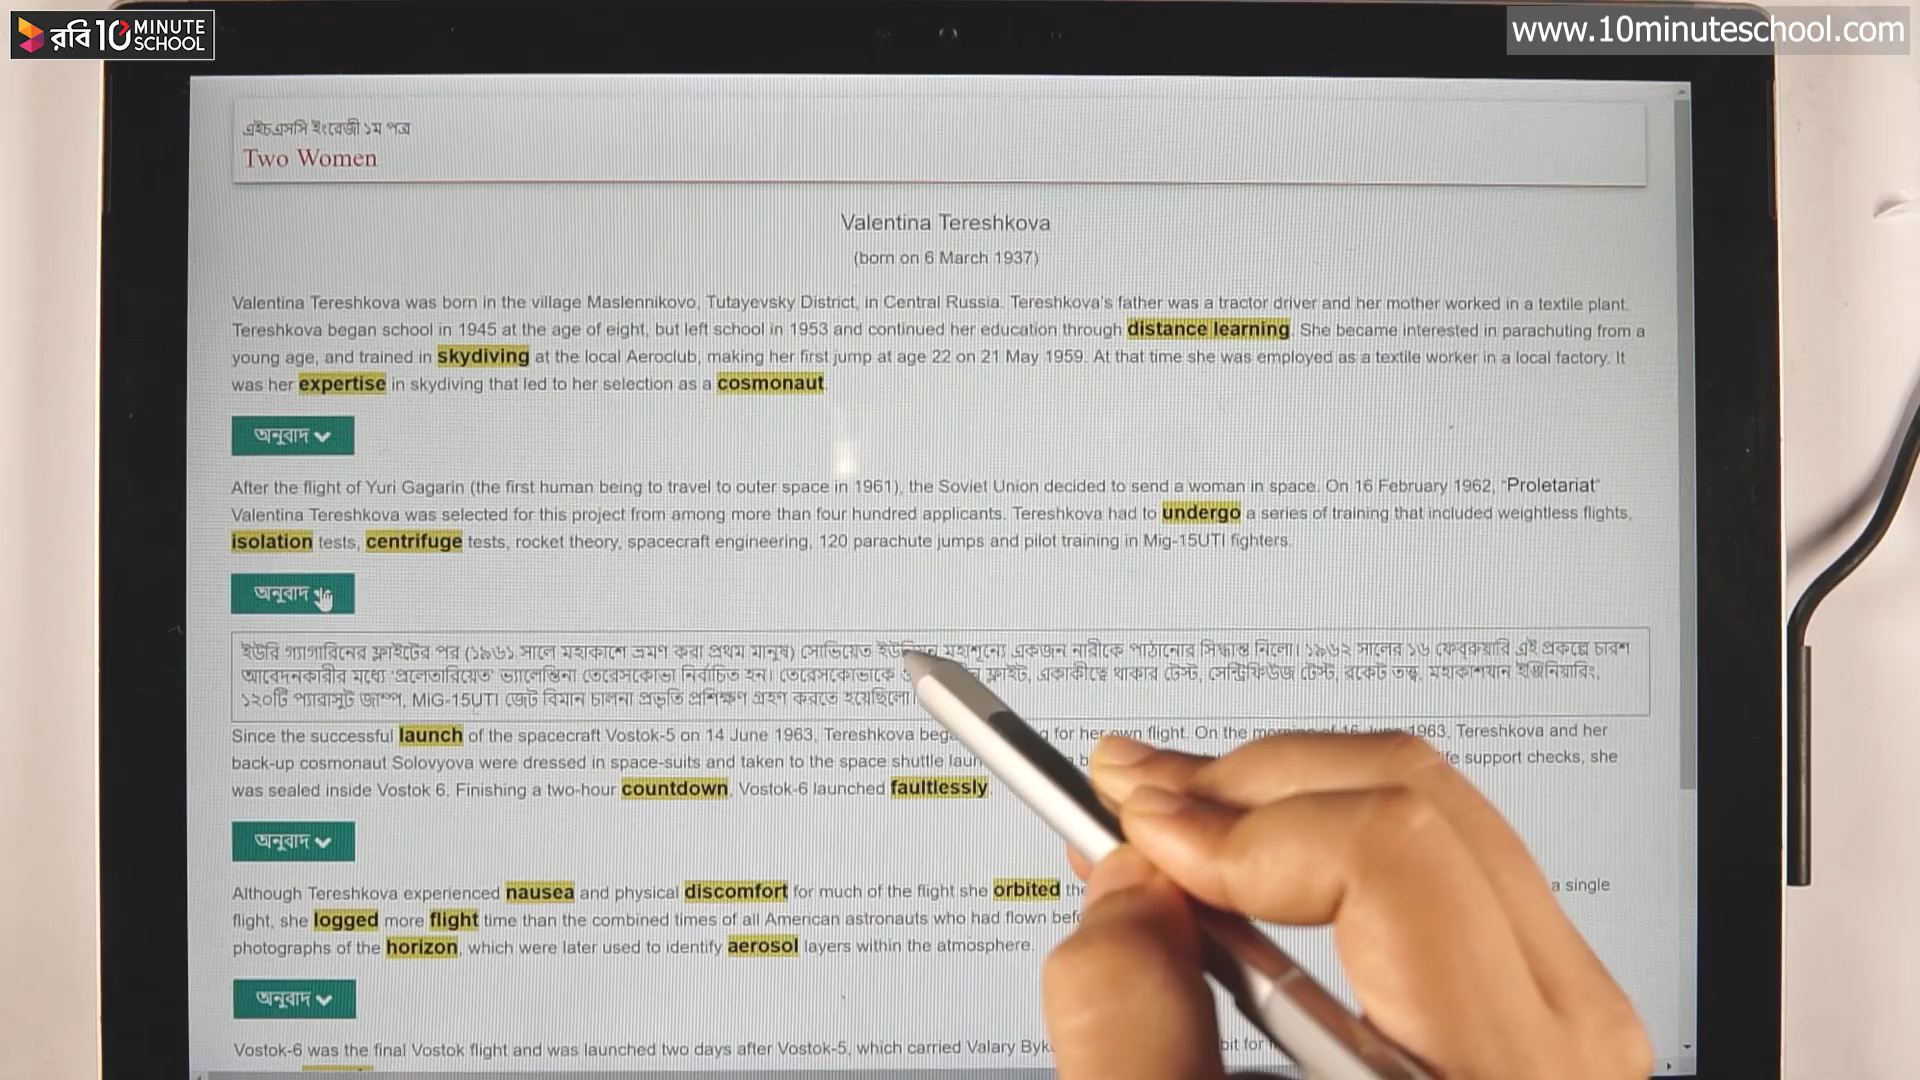 রবি 10 MINUTE SCHOOL
www.10minuteschool.com
এইচএসসি ইংরেজী ১ম পত্র
Two Women
Valentina Tereshkova
(born on 6 March 1937)
Valentina Tereshkova was born in the village Maslennikovo, Tutayevsky District, in Central Russia. Tereshkova's father was a tractor driver and her mother worked in a textile plant.
Tereshkova began school in 1945 at the age of eight, but left school in 1953 and continued her education through distance learning. She became interested in parachuting from a
young age, and trained in skydiving at the local Aeroclub, making her first jump at age 22 on 21 May 1959. At that time she was employed as a textile worker in a local factory. It
was her expertise in skydiving that led to her selection as a cosmonaut.
অনুবাদ
After the flight of Yuri Gagarin (the first human being to travel to outer space in 1961), the Soviet Union decided to send a woman in space. On 16 February 1962, “Proletariat”
Valentina Tereshkova was selected for this project from among more than four hundred applicants. Tereshkova had to undergo a series of training that included weightless flights,
isolation tests, centrifuge tests, rocket theory, spacecraft engineering, 120 parachute jumps and pilot training in Mig-15UTI fighters.
অনুবাদ
ইউরি গ্যাগারিনের ফ্লাইটের পর (১৯৬১ সালে মহাকাশে ভ্রমণ করা প্রথম মানুষ) সোভিয়েত ইউনিয়ন মহাশূন্যে একজন নারীকে পাঠানোর সিদ্ধান্ত নিলো। ১৯৬২ সালের ১৬ ফেব্রুয়ারি এই প্রকল্পে চারশ
আবেদনকারীর মধ্যে ‘প্রলেতারিয়েত’ ভ্যালেন্তিনা তেরেসকোভা নির্বাচিত হন। তেরেসকোভাকে ফ্লাইট, একাকীত্বে থাকার টেস্ট, সেন্ট্রিফিউজ টেস্ট, রকেট তত্ত্ব, মহাকাশযান ইঞ্জিনিয়ারিং,
১২০টি প্যারাসুট জাম্প, MiG-15UTI জেট বিমান চালনা প্রভৃতি প্রশিক্ষণ গ্রহণ করতে হয়েছিলো।
Since the successful launch of the spacecraft Vostok-5 on 14 June 1963, Tereshkova for her own flight. On the morning of 16 June 1963, Tereshkova and her
back-up cosmonaut Solovyova were dressed in space-suits and taken to the space shuttle support checks, she
was sealed inside Vostok 6. Finishing a two-hour countdown, Vostok-6 launched faultlessly
অনুবাদ
Although Tereshkova experienced nausea and physical discomfort for much of the flight she orbited a single
flight, she logged more flight time than the combined times of all American astronauts who had flown
photographs of the horizon, which were later used to identify aerosol layers within the atmosphere.
অনুবাদ
Vostok-6 was the final Vostok flight and was launched two days after Vostok-5, which carried Valary